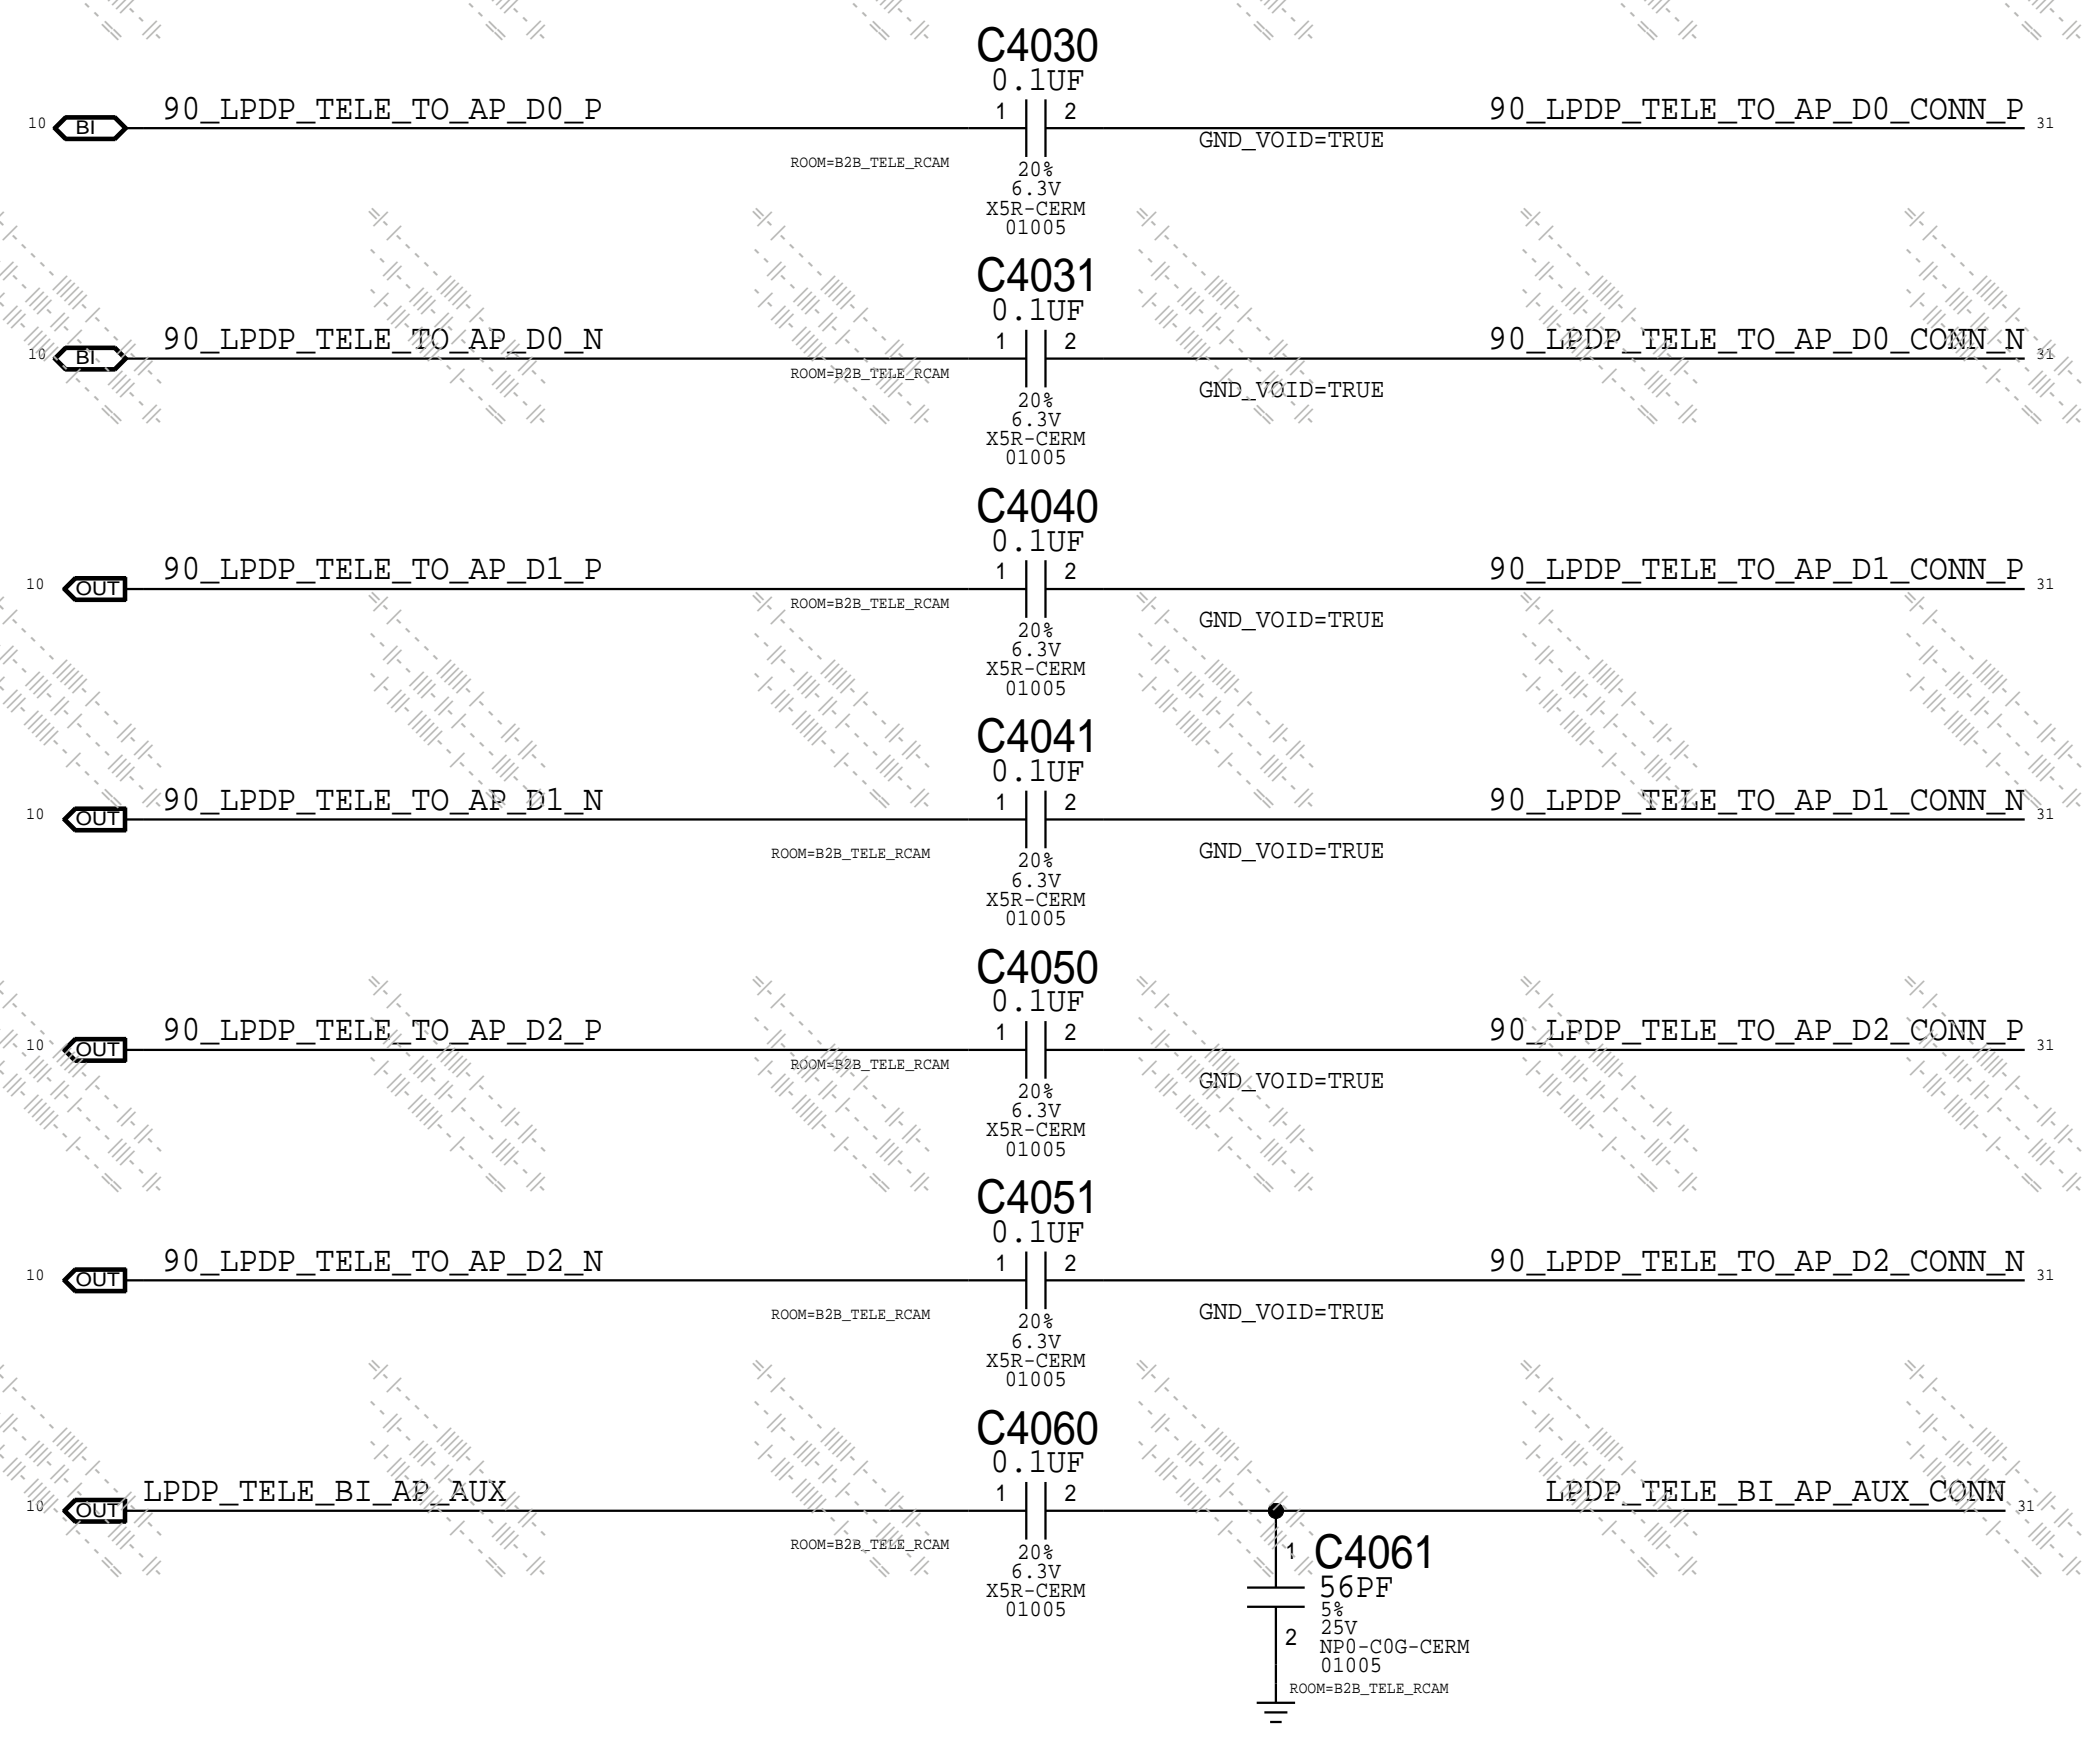 C4030
0.1UF
90_LPDP_TELE_TO_AP_D0_P 1 2 90_LPDP_TELE_TO_AP_D0_CONN_P
10 BI 31
GND_VOID=TRUE
ROOM=B2B_TELE_RCAM
20%
6.3V
X5R-CERM
01005
C4031
0.1UF
90_LPDP_TELE_TO_AP_D0_N 1 2 90_LPDP_TELE_TO_AP_D0_CONN_N
10 BI 31
ROOM=B2B_TELE_RCAM GND_VOID=TRUE
20%
6.3V
X5R-CERM
01005
C4040
0.1UF
90_LPDP_TELE_TO_AP_D1_P 1 2 90_LPDP_TELE_TO_AP_D1_CONN_P
10 OUT 31
ROOM=B2B_TELE_RCAM GND_VOID=TRUE
20%
6.3V
X5R-CERM
01005
C4041
0.1UF
90_LPDP_TELE_TO_AP_D1_N 1 2 90_LPDP_TELE_TO_AP_D1_CONN_N
10 OUT 31
ROOM=B2B_TELE_RCAM GND_VOID=TRUE
20%
6.3V
X5R-CERM
01005
C4050
0.1UF
90_LPDP_TELE_TO_AP_D2_P 1 2 90_LPDP_TELE_TO_AP_D2_CONN_P
10 OUT 31
ROOM=B2B_TELE_RCAM GND_VOID=TRUE
20%
6.3V
X5R-CERM
01005
C4051
0.1UF
90_LPDP_TELE_TO_AP_D2_N 1 2 90_LPDP_TELE_TO_AP_D2_CONN_N
10 OUT 31
ROOM=B2B_TELE_RCAM GND_VOID=TRUE
20%
6.3V
X5R-CERM
01005
C4060
0.1UF
LPDP_TELE_BI_AP_AUX 1 2 LPDP_TELE_BI_AP_AUX_CONN
10 OUT 31
ROOM=B2B_TELE_RCAM
20%
6.3V
X5R-CERM
01005
1 C4061
56PF
5%
25V
2 NP0-C0G-CERM
01005
ROOM=B2B_TELE_RCAM